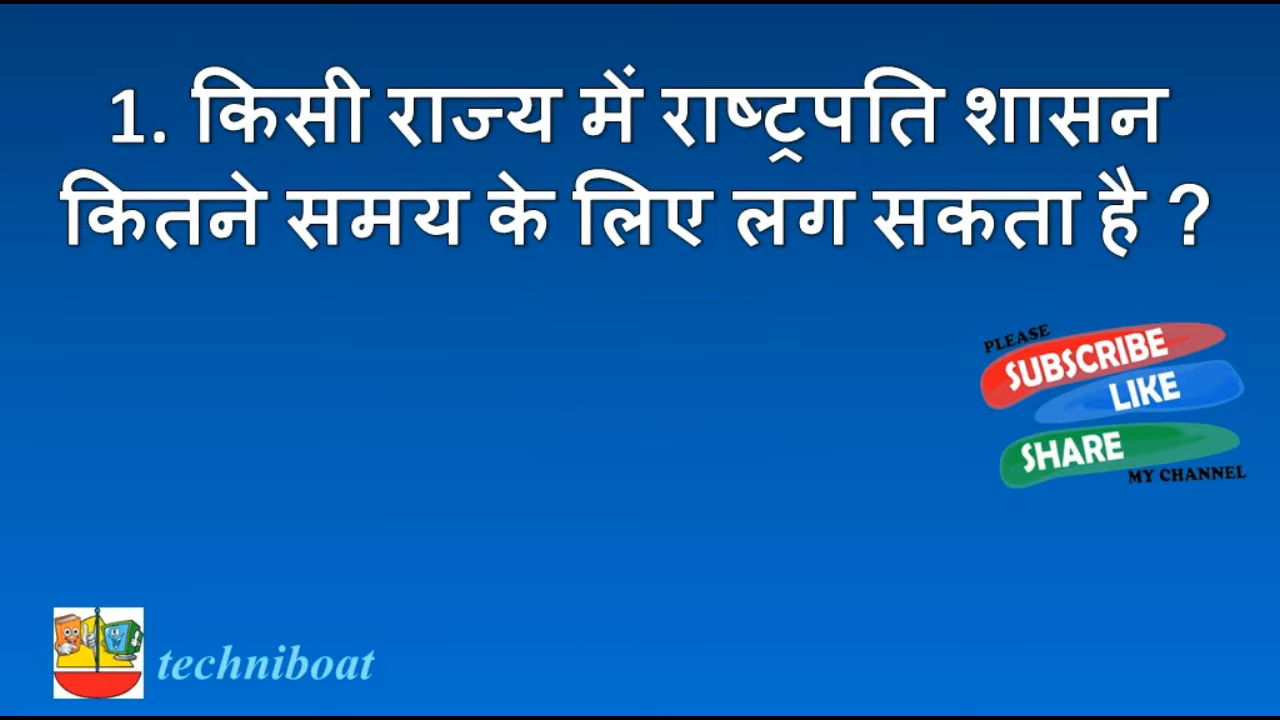 1. किसी राज्य में राष्ट्रपति शासन
कितने समय के लिए लग सकता है ?
PLEASE
SUBSCRIBE
LIKE
SHARE
MY CHANNEL
techniboat